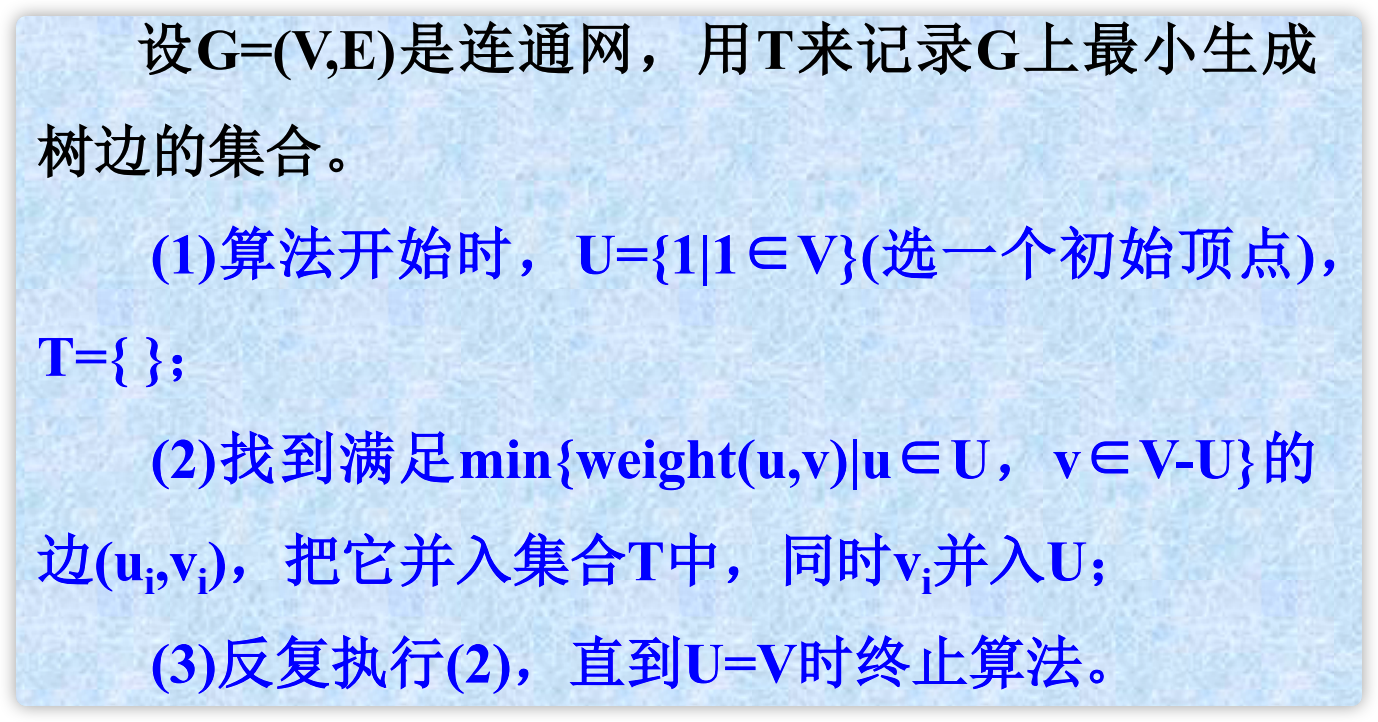 设G=(V,E)是连通网，用T来记录G上最小生成
树边的集合。
(1)算法开始时，U={1|1∈V}(选一个初始顶点)，
T={ }；
(2)找到满足min{weight(u,v)|u∈U，v∈V-U}的
边(uᵢ,vᵢ)，把它并入集合T中，同时vᵢ并入U；
(3)反复执行(2)，直到U=V时终止算法。